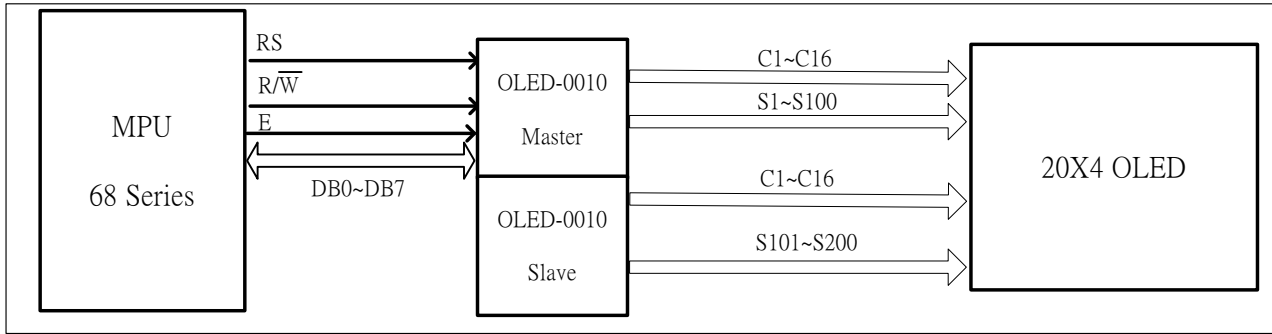 MPU
68 Series
RS
R/W̅
E
DB0~DB7
OLED-0010
Master
OLED-0010
Slave
C1~C16
S1~S100
C1~C16
S101~S200
20X4 OLED